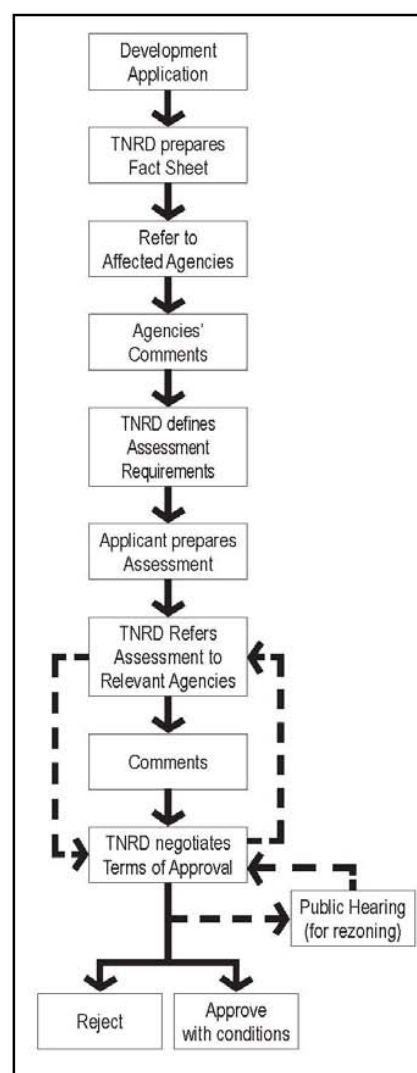 Development
Application
TNRD prepares
Fact Sheet
Refer to
Affected Agencies
Agencies'
Comments
TNRD defines
Assessment
Requirements
Applicant prepares
Assessment
TNRD Refers
Assessment to
Relevant Agencies
Comments
TNRD negotiates
Terms of Approval
Public Hearing
(for rezoning)
Reject
Approve
with conditions